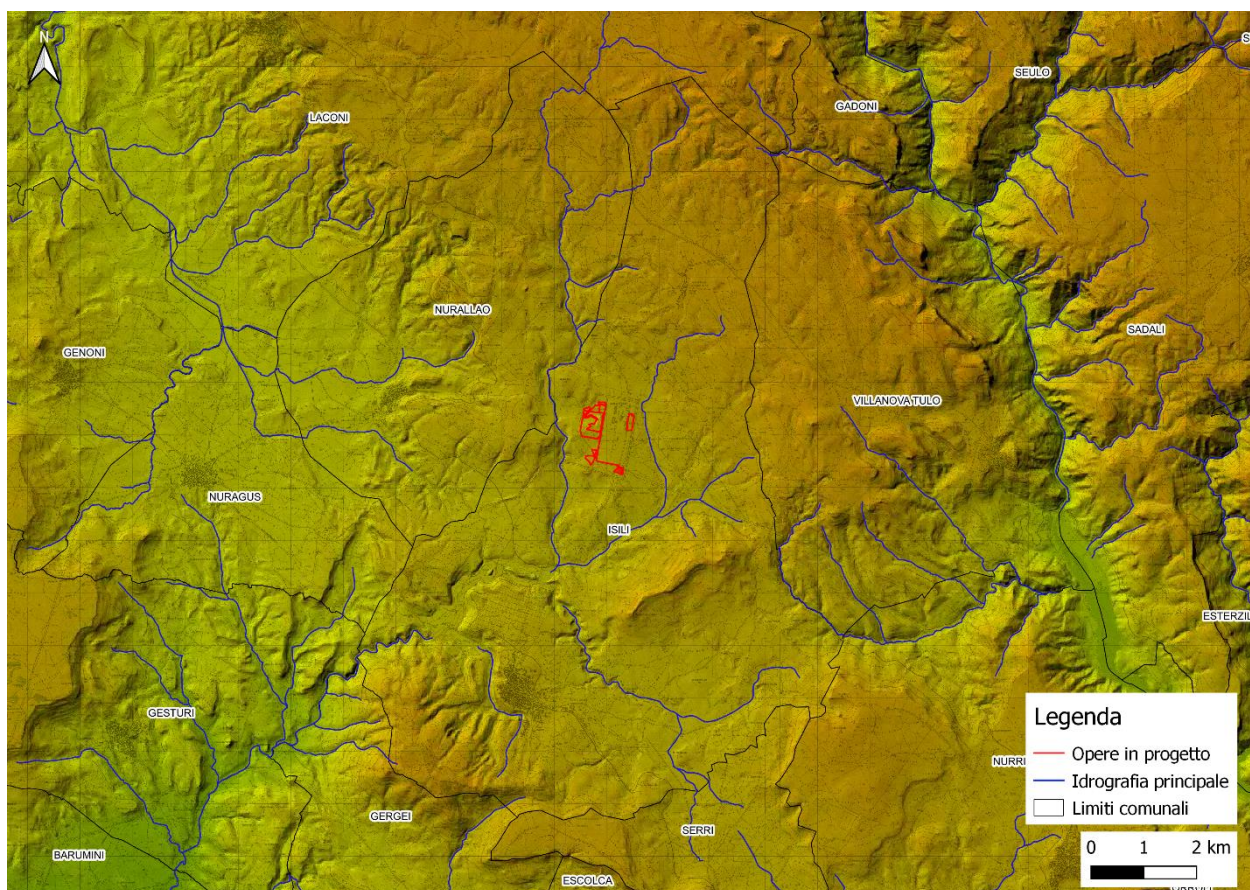 N
SEULO
GADONI
LACONI
NURALLAO
SADALI
GENONI
VILLANOVA TULO
NURAGUS
ISILI
ESTERZIL
GESTURI
NURRI
GERGEI
SERRI
BARUMINI
ESCOLCA
Legenda
Opere in progetto
Idrografia principale
Limiti comunali
0 1 2 km